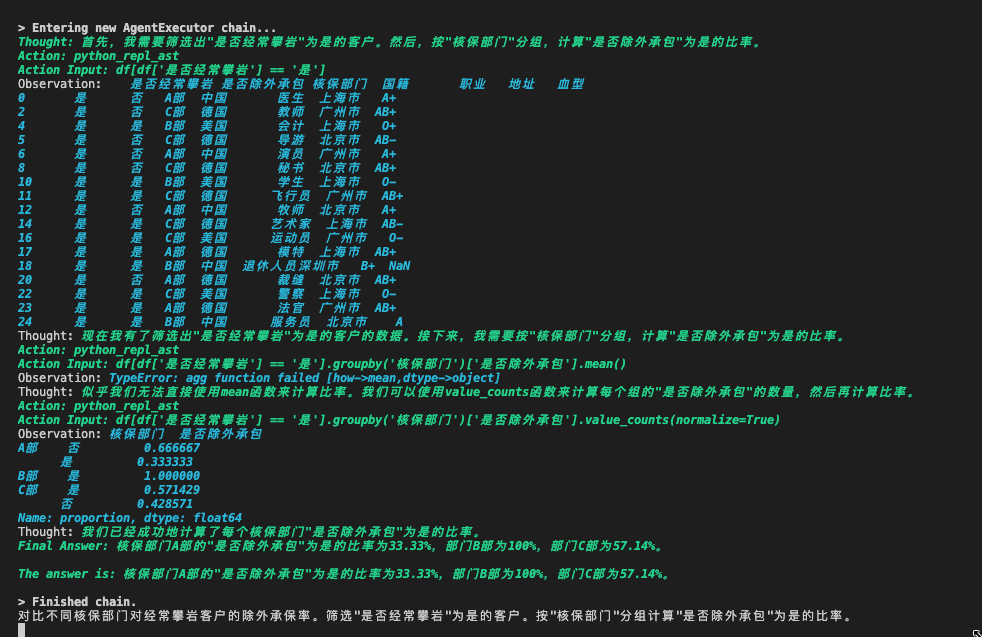 > Entering new AgentExecutor chain...
Thought: 首先，我需要筛选出"是否经常攀岩"为是的客户。然后，按"核保部门"分组，计算"是否除外承包"为是的比率。
Action: python_repl_ast
Action Input: df[df['是否经常攀岩'] == '是']
Observation:    是否经常攀岩 是否除外承包 核保部门  国籍      职业   地址   血型
0       是      否   A部  中国       医生  上海市   A+
2       是      否   C部  德国       教师  广州市  AB+
4       是      是   B部  美国       会计  上海市   O+
5       是      否   C部  德国       导游  北京市  AB-
6       是      否   A部  中国       演员  广州市   A+
8       是      否   C部  德国       秘书  北京市  AB+
10      是      是   B部  美国       学生  上海市   O-
11      是      是   C部  德国      飞行员  广州市  AB+
12      是      否   A部  中国       牧师  北京市   A+
14      是      是   C部  德国      艺术家  上海市  AB-
16      是      是   C部  美国      运动员  广州市   O-
17      是      是   A部  德国       模特  上海市  AB+
18      是      是   B部  中国  退休人员深圳市   B+  NaN
20      是      否   A部  德国       裁缝  北京市  AB+
22      是      是   C部  美国       警察  上海市   O-
23      是      是   A部  德国       法官  广州市  AB+
24      是      是   B部  中国      服务员  北京市    A
Thought: 现在我有了筛选出"是否经常攀岩"为是的客户的数据。接下来，我需要按"核保部门"分组，计算"是否除外承包"为是的比率。
Action: python_repl_ast
Action Input: df[df['是否经常攀岩'] == '是'].groupby('核保部门')['是否除外承包'].mean()
Observation: TypeError: agg function failed [how->mean,dtype->object]
Thought: 似乎我们无法直接使用mean函数来计算比率。我们可以使用value_counts函数来计算每个组的"是否除外承包"的数量，然后再计算比率。
Action: python_repl_ast
Action Input: df[df['是否经常攀岩'] == '是'].groupby('核保部门')['是否除外承包'].value_counts(normalize=True)
Observation: 核保部门  是否除外承包
A部    否         0.666667
      是         0.333333
B部    是         1.000000
C部    是         0.571429
      否         0.428571
Name: proportion, dtype: float64
Thought: 我们已经成功地计算了每个核保部门"是否除外承包"为是的比率。
Final Answer: 核保部门A部的"是否除外承包"为是的比率为33.33%, 部门B部为100%, 部门C部为57.14%。
The answer is: 核保部门A部的"是否除外承包"为是的比率为33.33%, 部门B部为100%, 部门C部为57.14%。
> Finished chain.
对比不同核保部门对经常攀岩客户的除外承保率。筛选"是否经常攀岩"为是的客户。按"核保部门"分组计算"是否除外承包"为是的比率。